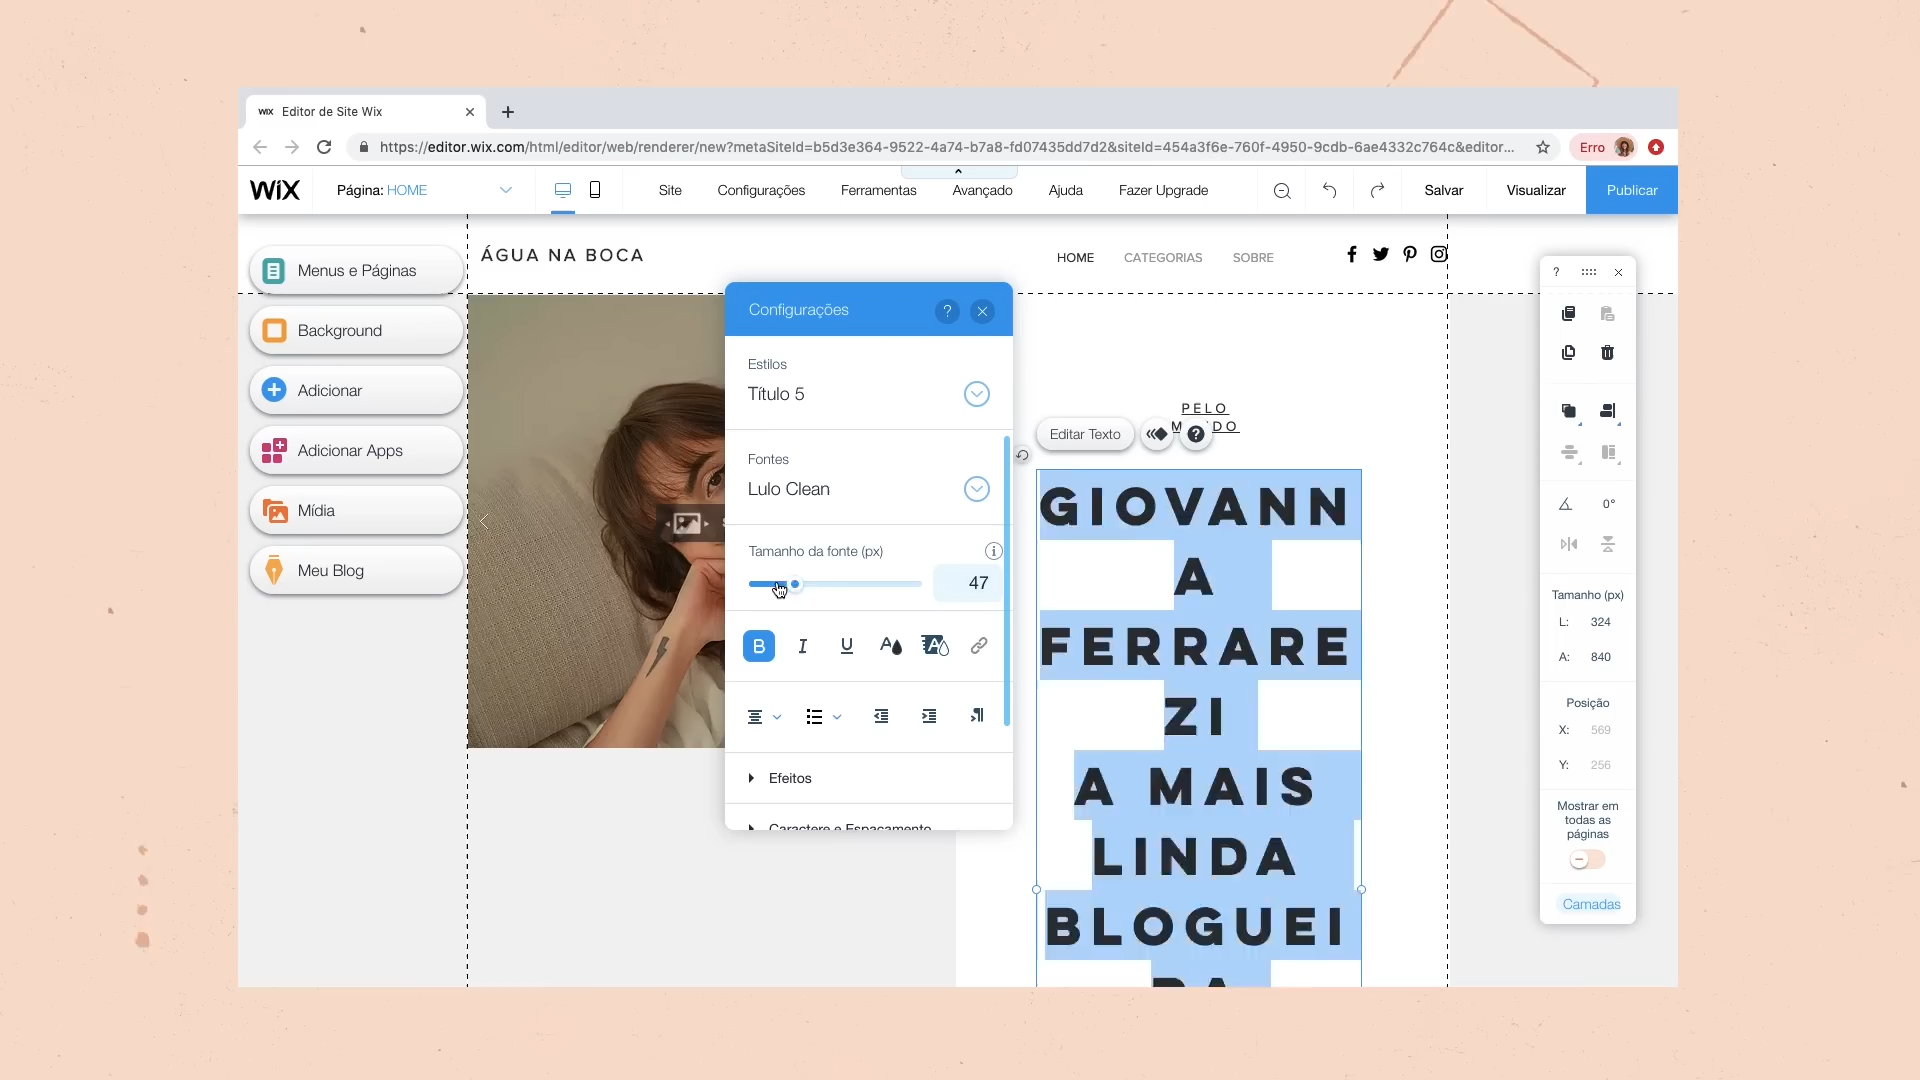 WIX Editor de Site Wix
https://editor.wix.com/html/editor/web/renderer/new?metaSiteId=b5d3e364-9522-4a74-b7a8-fd07435dd7d2&siteId=454a3f6e-760f-4950-9cdb-6ae4332c764c&editor...
Erro
WiX
Página: HOME
Site
Configurações
Ferramentas
Avançado
Ajuda
Fazer Upgrade
Salvar
Visualizar
Publicar
Menus e Páginas
Background
Adicionar
Adicionar Apps
Mídia
Meu Blog
ÁGUA NA BOCA
HOME
CATEGORIAS
SOBRE
Configurações
?
Estilos
Título 5
Fontes
Lulo Clean
Tamanho da fonte (px)
47
B I U A A
Efeitos
Caractere e Espaçamento
PELO
Editar Texto
?
GIOVANN
A
FERRARE
ZI
A MAIS
LINDA
BLOGUEI
RA
?
0°
Tamanho (px)
L: 324
A: 840
Posição
X: 569
Y: 256
Mostrar em
todas as
páginas
Camadas